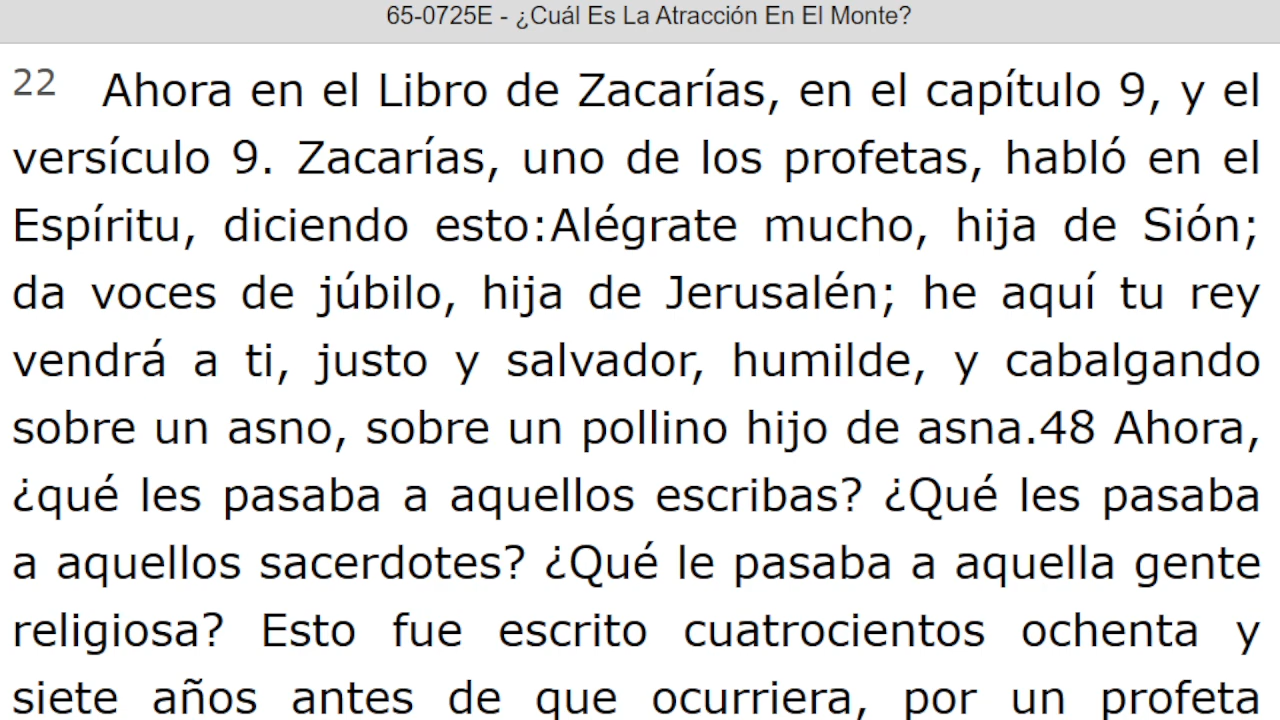 65-0725E - ¿Cuál Es La Atracción En El Monte?
22 Ahora en el Libro de Zacarías, en el capítulo 9, y el
versículo 9. Zacarías, uno de los profetas, habló en el
Espíritu, diciendo esto:Alégrate mucho, hija de Sión;
da voces de júbilo, hija de Jerusalén; he aquí tu rey
vendrá a ti, justo y salvador, humilde, y cabalgando
sobre un asno, sobre un pollino hijo de asna.48 Ahora,
¿qué les pasaba a aquellos escribas? ¿Qué les pasaba
a aquellos sacerdotes? ¿Qué le pasaba a aquella gente
religiosa? Esto fue escrito cuatrocientos ochenta y
siete años antes de que ocurriera, por un profeta